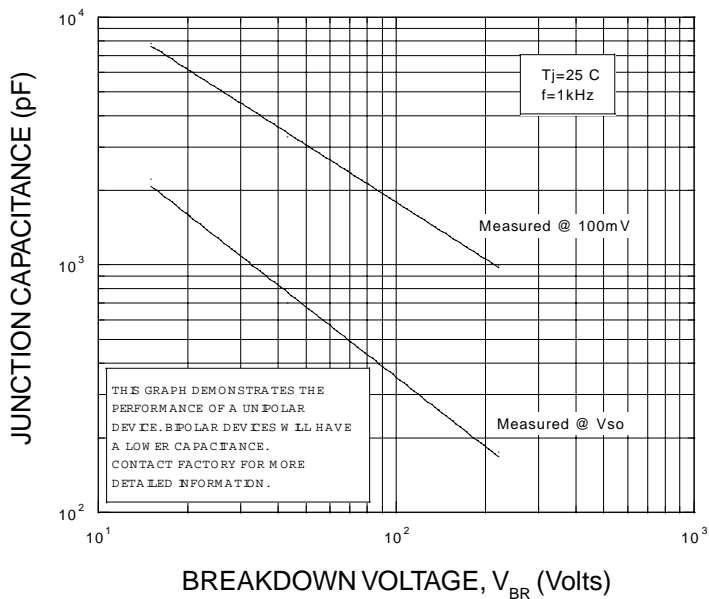 10^4
Tj=25 C
f=1kHz
JUNCTION CAPACITANCE (pF)
Measured @ 100mV
10^3
THIS GRAPH DEMONSTRATES THE
PERFORMANCE OF A UNIPOLAR
DEVICE. BIPOLAR DEVICES WILL HAVE
A LOWER CAPACITANCE.
CONTACT FACTORY FOR MORE
DETAILED INFORMATION.
Measured @ Vso
10^2
10^1
10^2
10^3
BREAKDOWN VOLTAGE, V_BR (Volts)